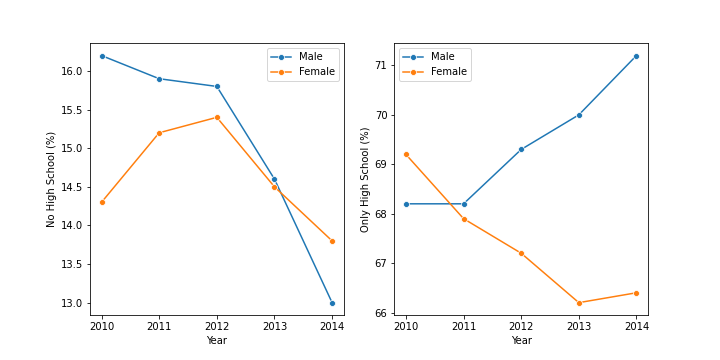 No High School (%)
16.0
15.5
15.0
14.5
14.0
13.5
13.0
2010 2011 2012 2013 2014
Year
Male
Female
Only High School (%)
71
70
69
68
67
66
2010 2011 2012 2013 2014
Year
Male
Female